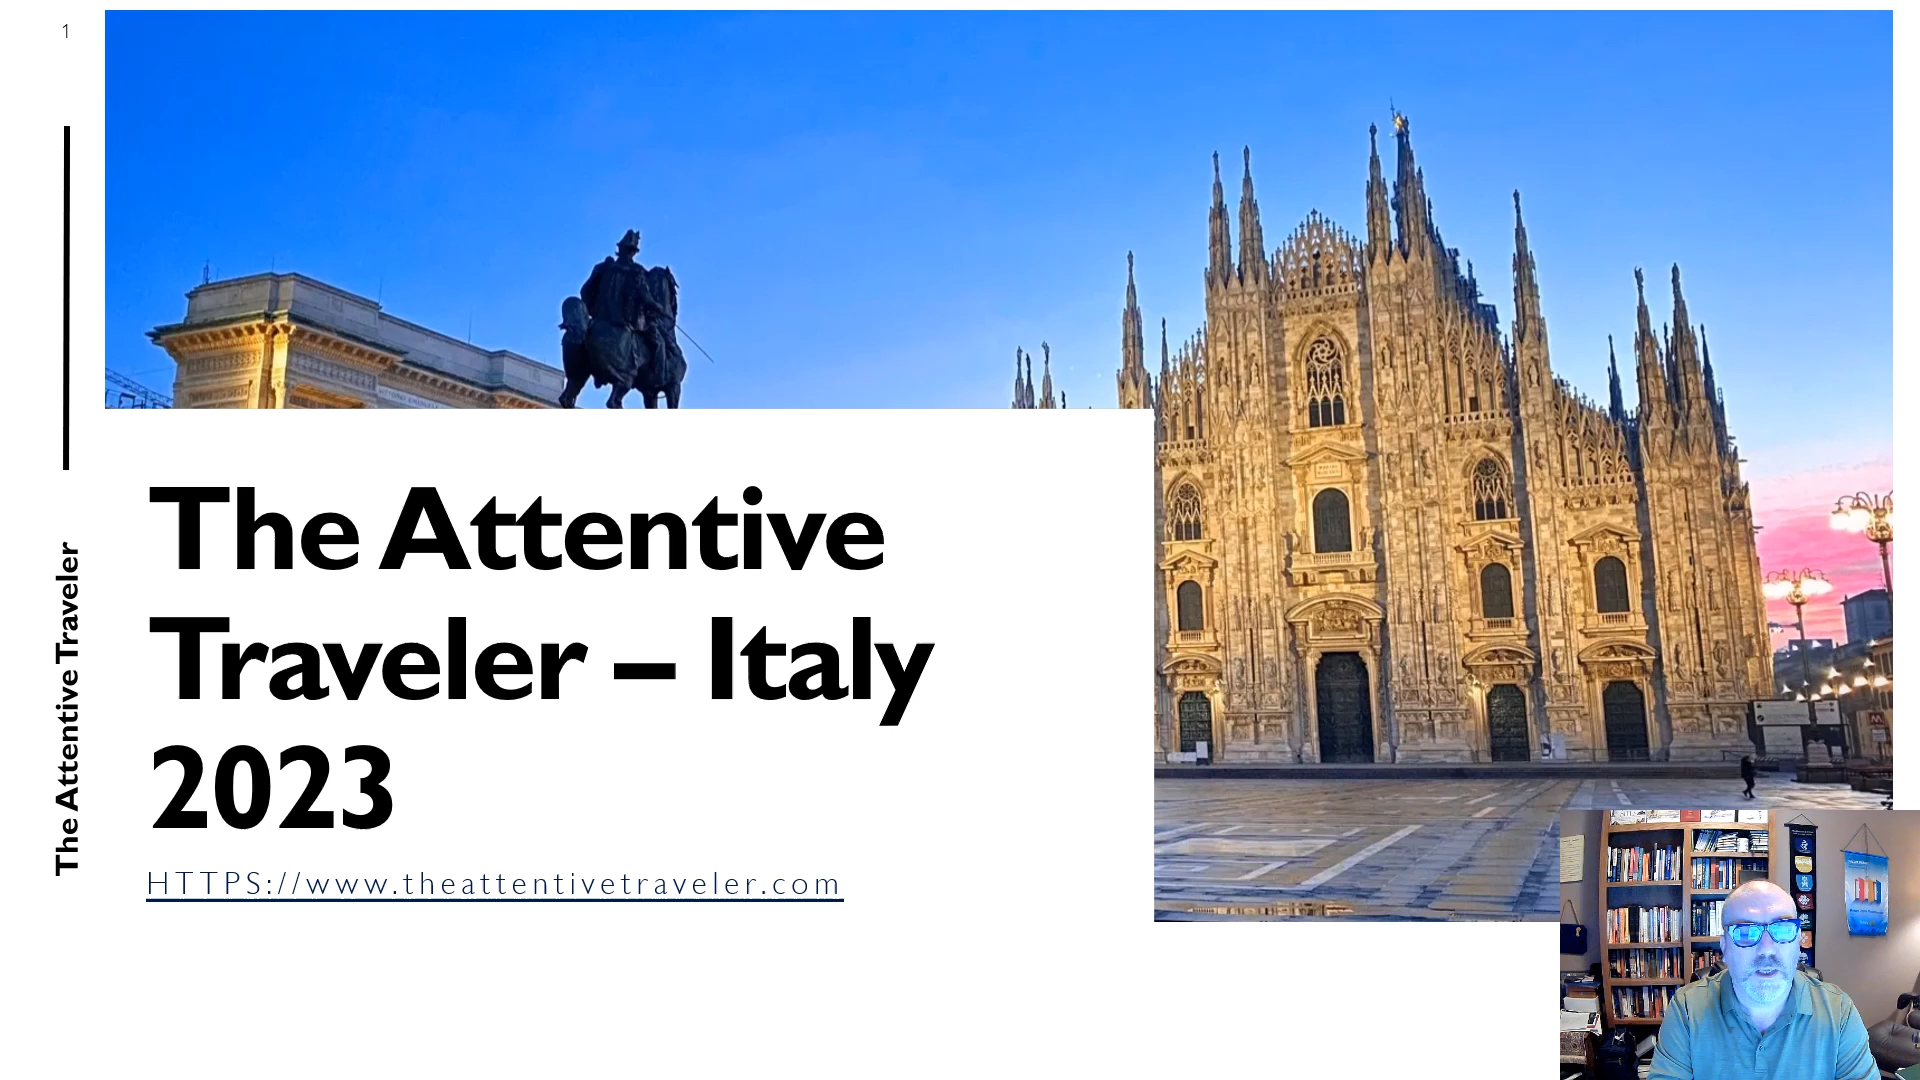 1
The Attentive
Traveler – Italy
2023
HTTPS://www.theattentivetraveler.com
The Attentive Traveler